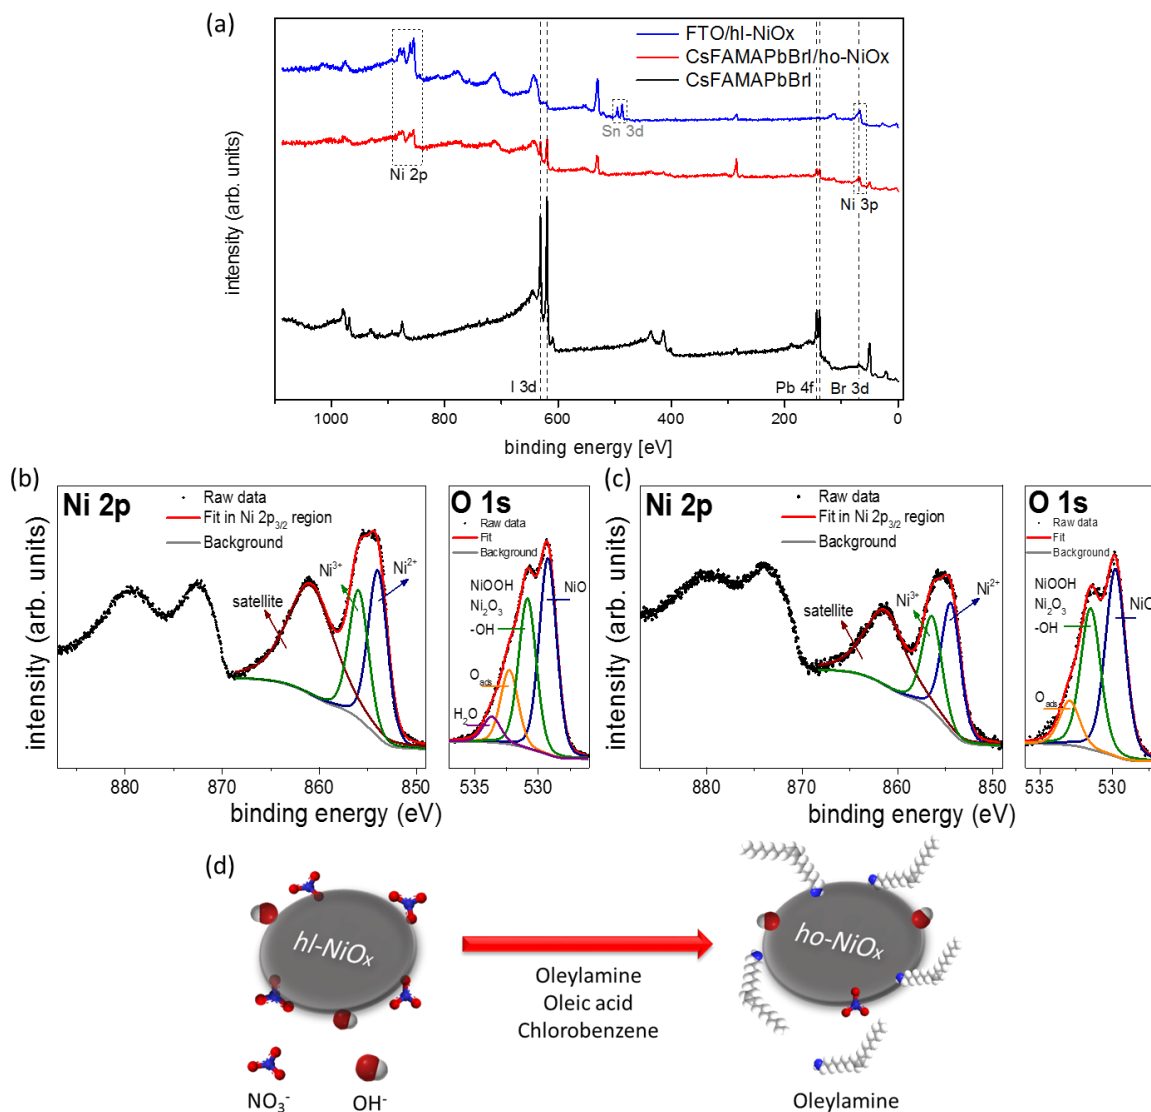 (a)
FTO/hl-NiOx
CsFAMAPbBrI/ho-NiOx
CsFAMAPbBrI
Sn 3d
Ni 2p
Ni 3p
I 3d
Pb 4f
Br 3d
intensity (arb. units)
1000 800 600 400 200 0
binding energy [eV]
(b)
Ni 2p
Raw data
Fit in Ni 2p3/2 region
Background
Ni3+
Ni2+
satellite
intensity (arb. units)
880 870 860 850
binding energy (eV)
O 1s
Raw data
Fit
Background
NiOOH
Ni2O3
-OH
NiO
Oads
H2O
535 530
(c)
Ni 2p
Raw data
Fit in Ni 2p3/2 region
Background
Ni3+
Ni2+
satellite
intensity (arb. units)
880 870 860 850
binding energy (eV)
O 1s
Raw data
Fit
Background
NiOOH
Ni2O3
-OH
NiO
Oads
535 530
(d)
hl-NiOx
Oleylamine
Oleic acid
Chlorobenzene
ho-NiOx
NO3-
OH-
Oleylamine